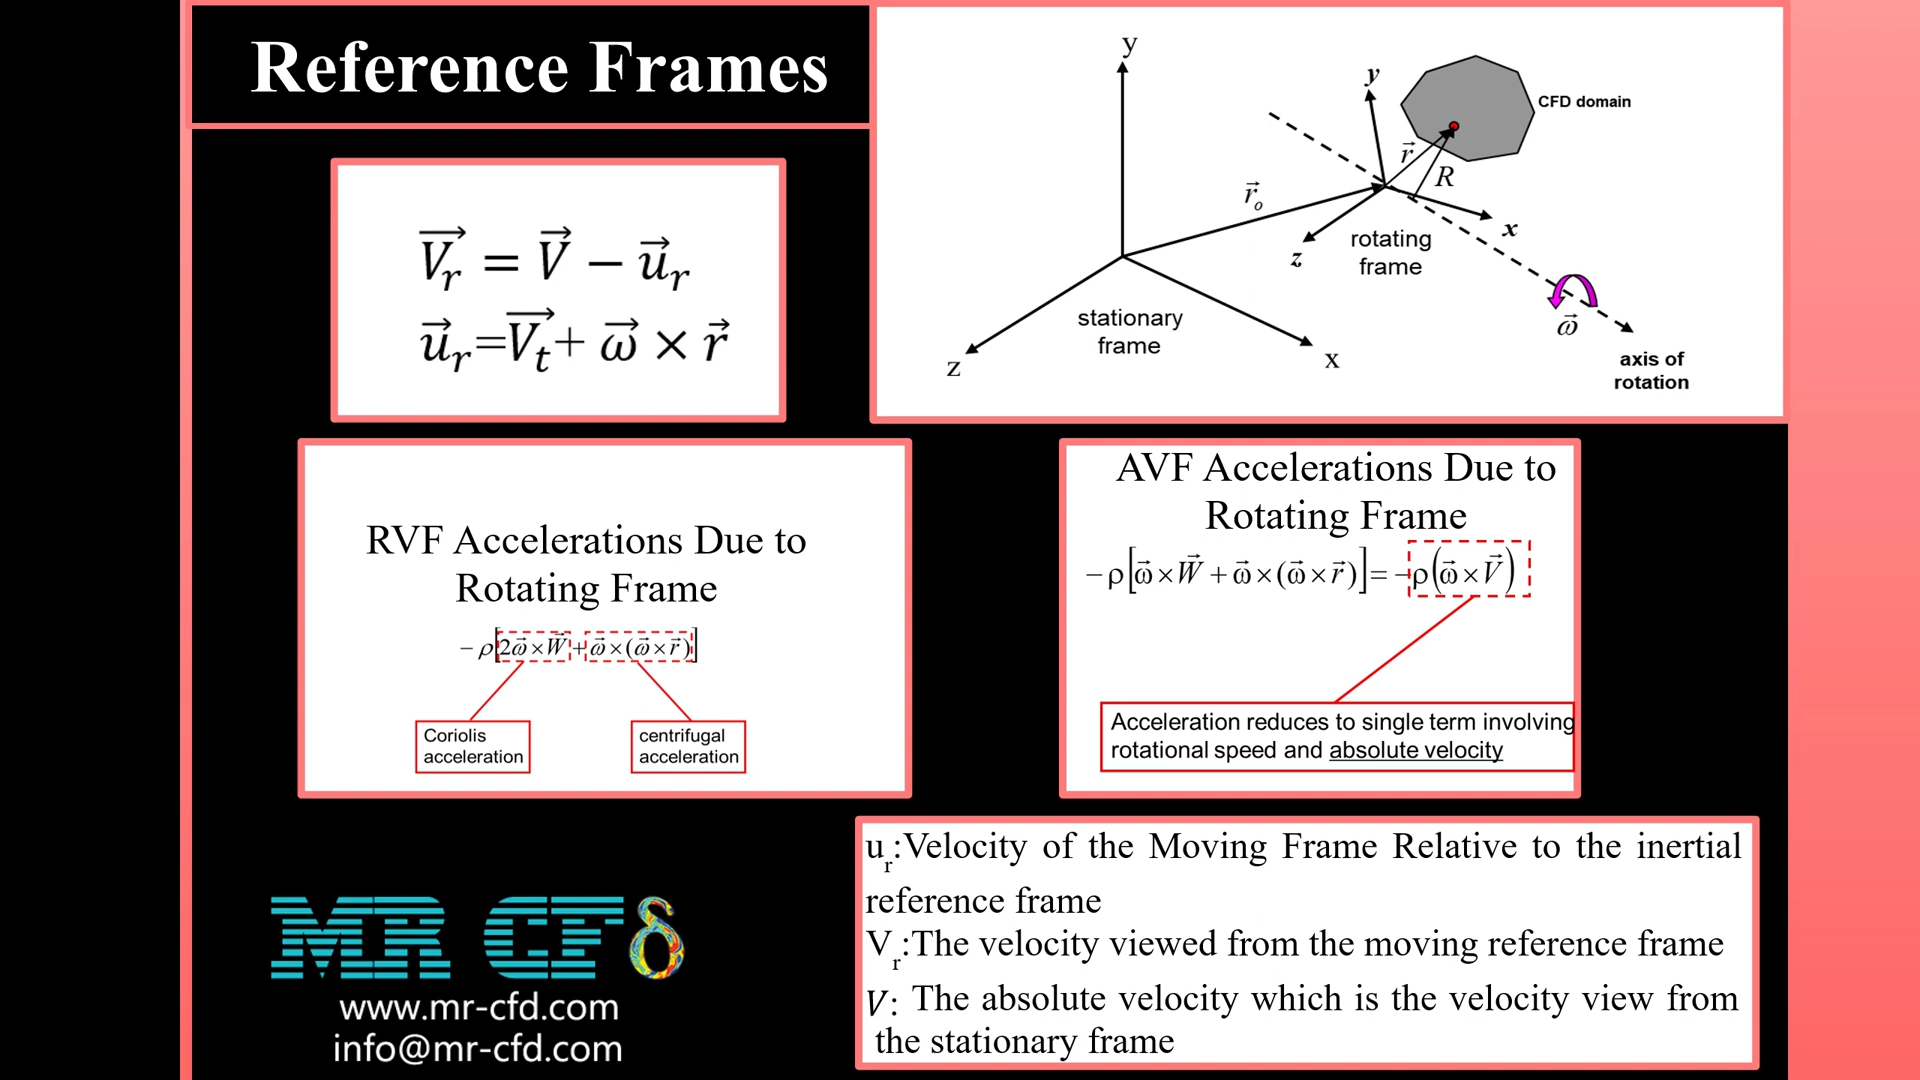 Reference Frames
y
y
CFD domain
r⃗
R
r⃗ₒ
x
z
rotating
frame
ω⃗
stationary
frame
z
x
axis of
rotation
V⃗ᵣ = V⃗ − u⃗ᵣ
u⃗ᵣ=V⃗ₜ+ ω⃗ × r⃗
RVF Accelerations Due to
Rotating Frame
− ρ[2ω⃗ × W⃗ + ω⃗ × (ω⃗ × r⃗)]
Coriolis
acceleration
centrifugal
acceleration
AVF Accelerations Due to
Rotating Frame
− ρ[ω⃗ × W⃗ + ω⃗ × (ω⃗ × r⃗)] = −ρ(ω⃗ × V⃗)
Acceleration reduces to single term involving
rotational speed and absolute velocity
MR CFδ
www.mr-cfd.com
info@mr-cfd.com
uᵣ:Velocity of the Moving Frame Relative to the inertial
reference frame
Vᵣ:The velocity viewed from the moving reference frame
V: The absolute velocity which is the velocity view from
the stationary frame